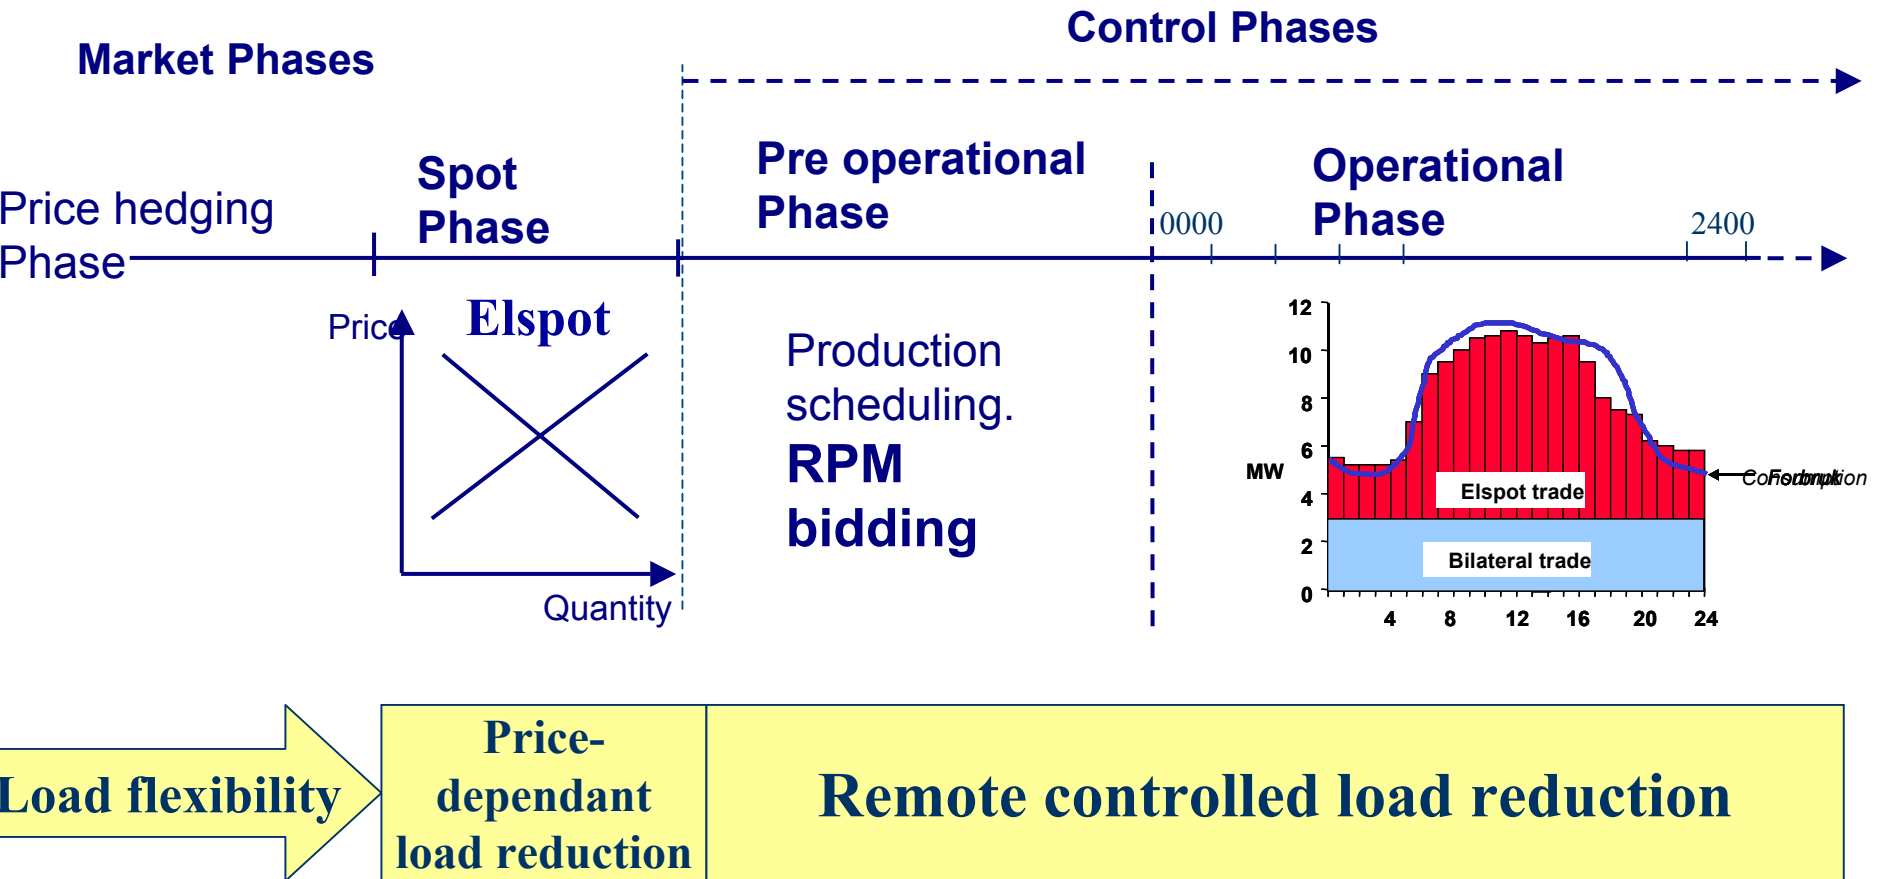 Control Phases
Market Phases
Price hedging
Phase
Spot
Phase
Pre operational
Phase
Operational
Phase
0000
2400
Price
Elspot
Quantity
Production
scheduling.
RPM
bidding
12
10
8
6
4
2
0
MW
Elspot trade
Bilateral trade
4 8 12 16 20 24
Load flexibility
Price-
dependant
load reduction
Remote controlled load reduction